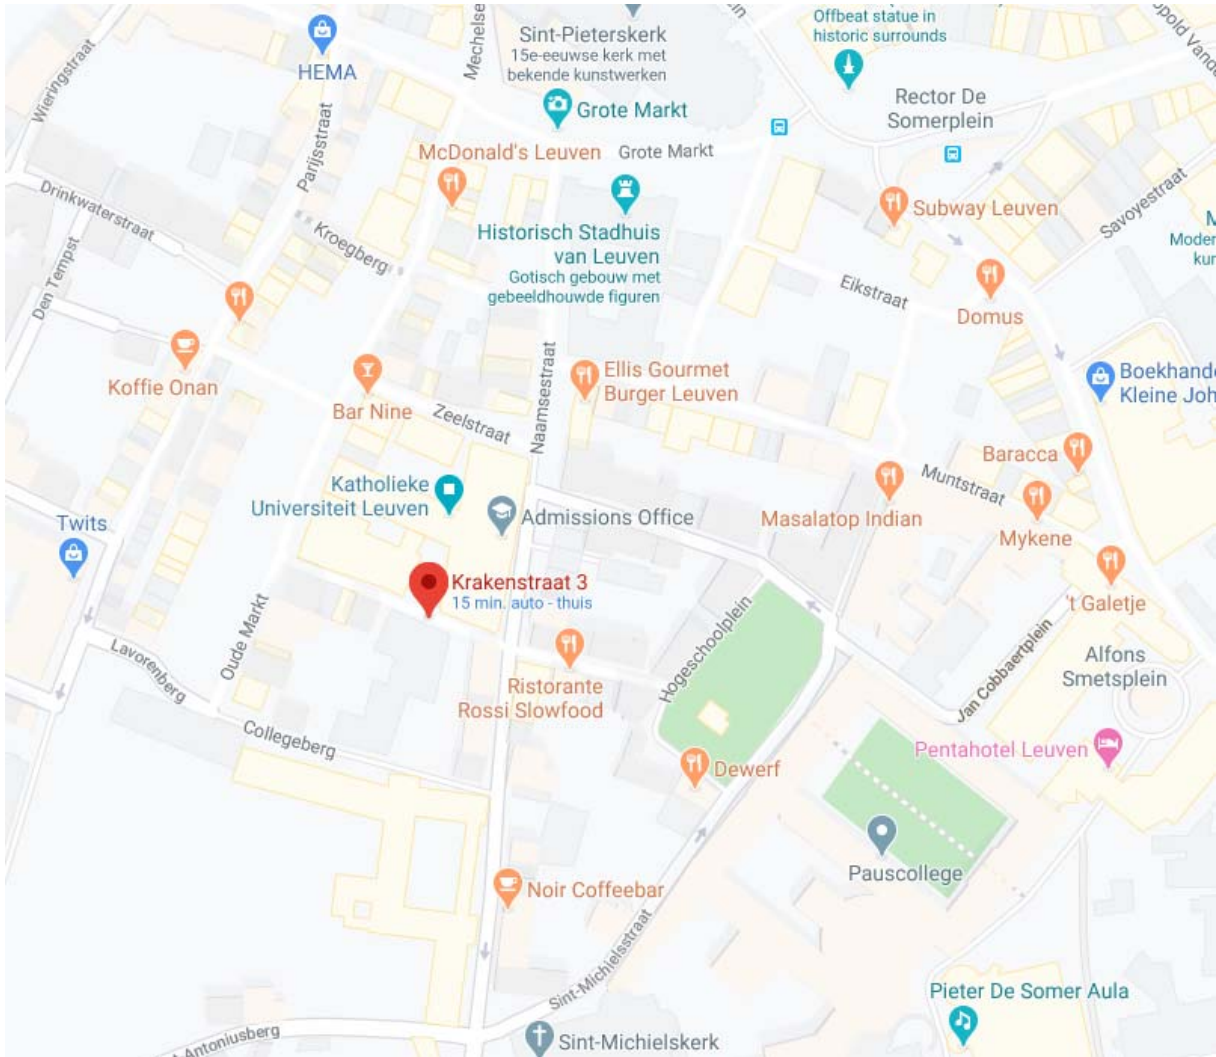 Offbeat statue in
historic surrounds
Sint-Pieterskerk
15e-eeuwse kerk met
bekende kunstwerken
HEMA
Mechelse
Wieringstraat
Parijsstraat
Grote Markt
Grote Markt
Rector De
Somerplein
McDonald's Leuven
Drinkwaterstraat
Den Tempst
Kroegberg
Historisch Stadhuis
van Leuven
Gotisch gebouw met
gebeeldhouwde figuren
Subway Leuven
Savoyestraat
M
Moder
kur
Eikstraat
Domus
Koffie Onan
Bar Nine
Zeelstraat
Naamsestraat
Ellis Gourmet
Burger Leuven
Boekhande
Kleine Joh
Baracca
Muntstraat
Masalatop Indian
Mykene
Katholieke
Universiteit Leuven
Admissions Office
Twits
Krakenstraat 3
15 min. auto - thuis
't Galetje
Oude Markt
Lavorenberg
Collegeberg
Ristorante
Rossi Slowfood
Hogeschoolplein
Jan Cobbaertplein
Alfons
Smetsplein
Pentahotel Leuven
Dewerf
Pauscollege
Noir Coffeebar
Sint-Michielsstraat
Pieter De Somer Aula
Antoniusberg
Sint-Michielskerk